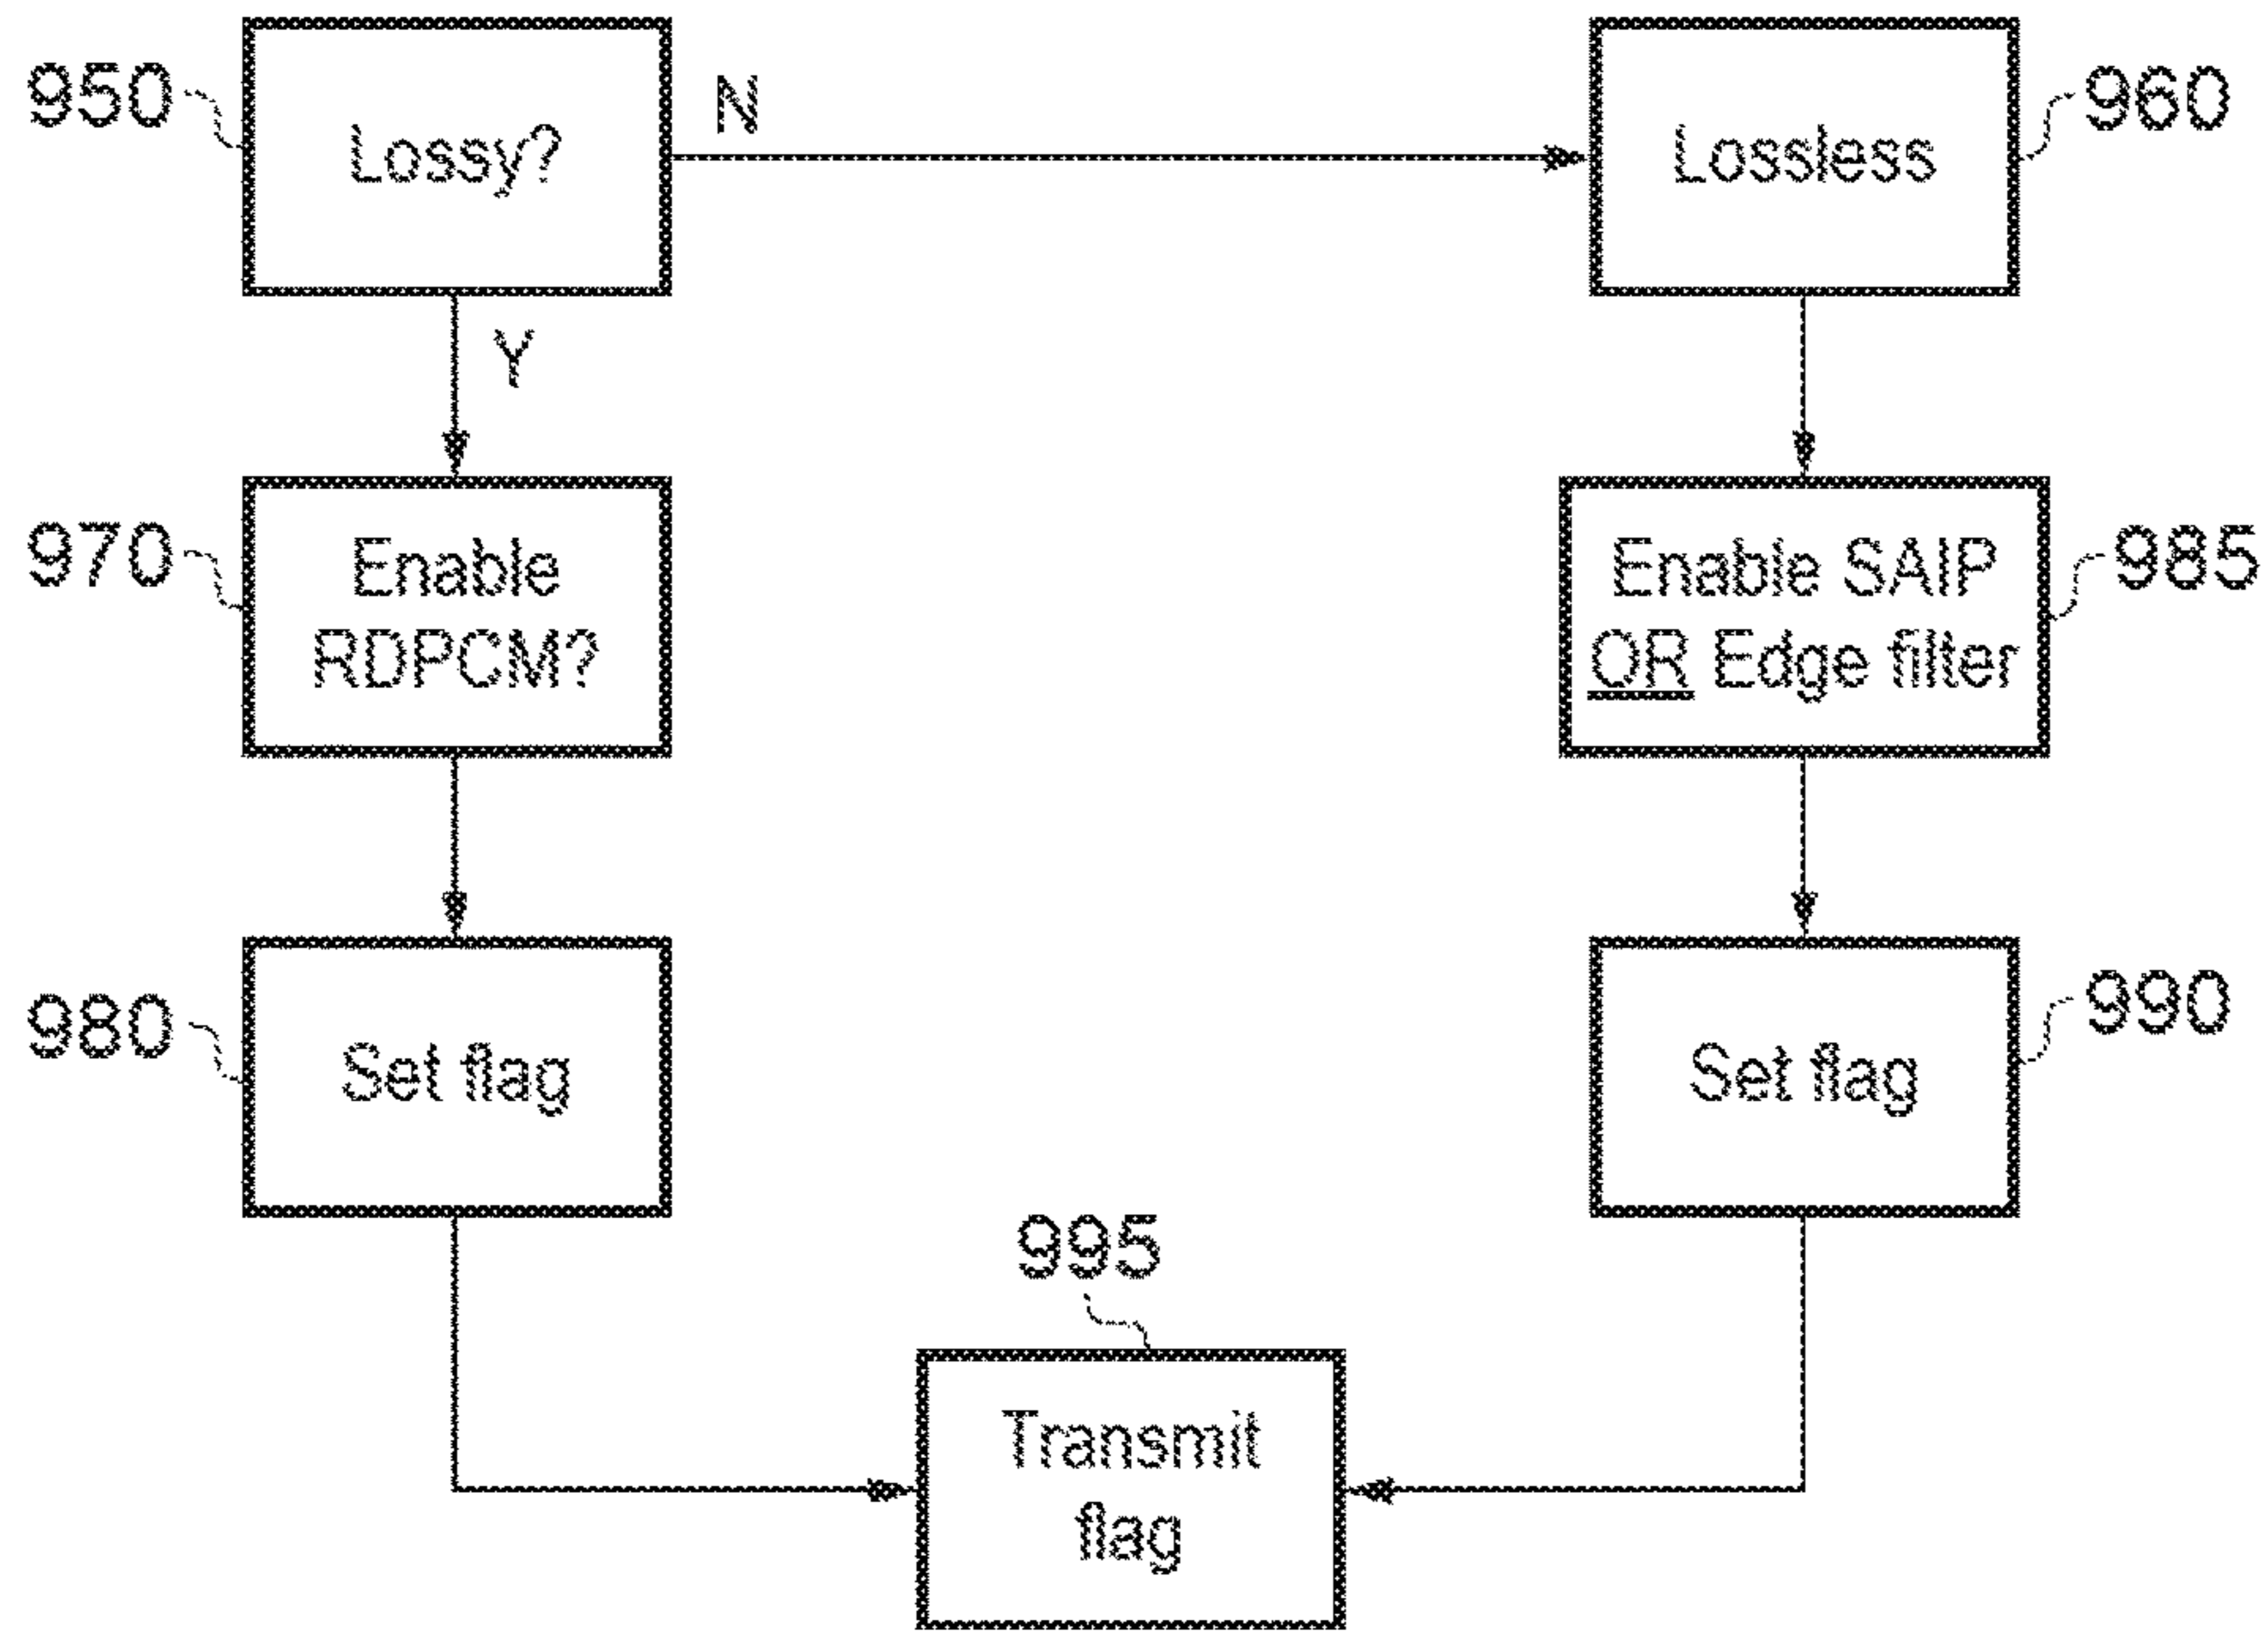 950
Lossy?
N
Lossless
960
Y
970
Enable
RDPCM?
Enable SAIP
OR Edge filter
985
980
Set flag
Set flag
990
995
Transmit
flag